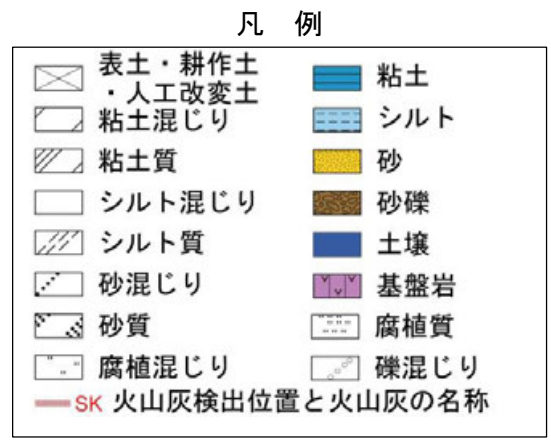 凡 例
表土・耕作土
・人工改変土
粘土混じり
粘土質
シルト混じり
シルト質
砂混じり
砂質
腐植混じり
粘土
シルト
砂
砂礫
土壌
基盤岩
腐植質
礫混じり
SK 火山灰検出位置と火山灰の名称